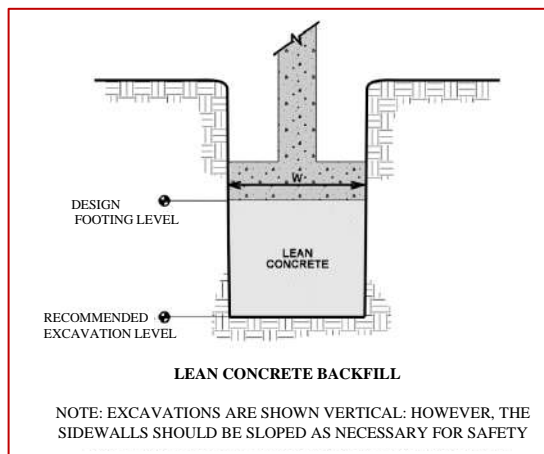 W
DESIGN
FOOTING LEVEL
LEAN
CONCRETE
RECOMMENDED
EXCAVATION LEVEL
LEAN CONCRETE BACKFILL
NOTE: EXCAVATIONS ARE SHOWN VERTICAL: HOWEVER, THE
SIDEWALLS SHOULD BE SLOPED AS NECESSARY FOR SAFETY